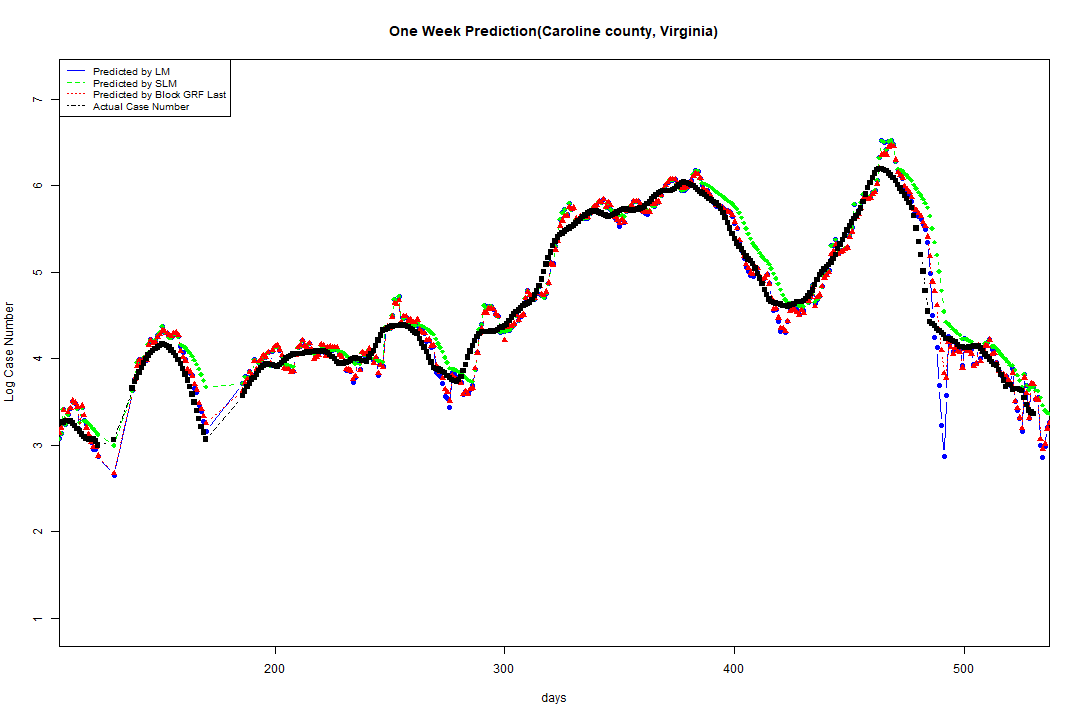 One Week Prediction(Caroline county, Virginia)
Predicted by LM
Predicted by SLM
Predicted by Block GRF Last
Actual Case Number
7
6
5
4
3
2
1
Log Case Number
200 300 400 500
days